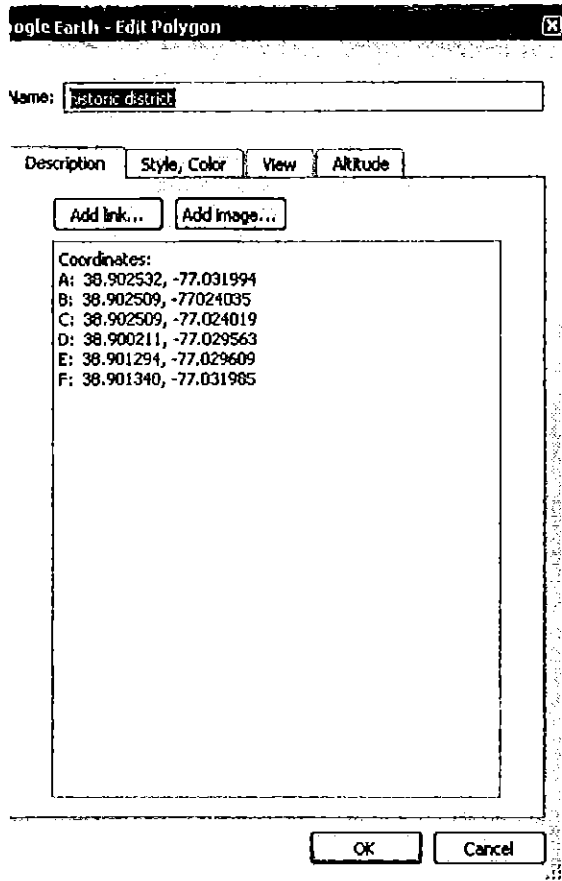 ogle Earth - Edit Polygon
Name: historic district
Description Style, Color View Altitude
Add link... Add image...
Coordinates:
A: 38.902532, -77.031994
B: 38.902509, -77024035
C: 38.902509, -77.024019
D: 38.900211, -77.029563
E: 38.901294, -77.029609
F: 38.901340, -77.031985
OK Cancel